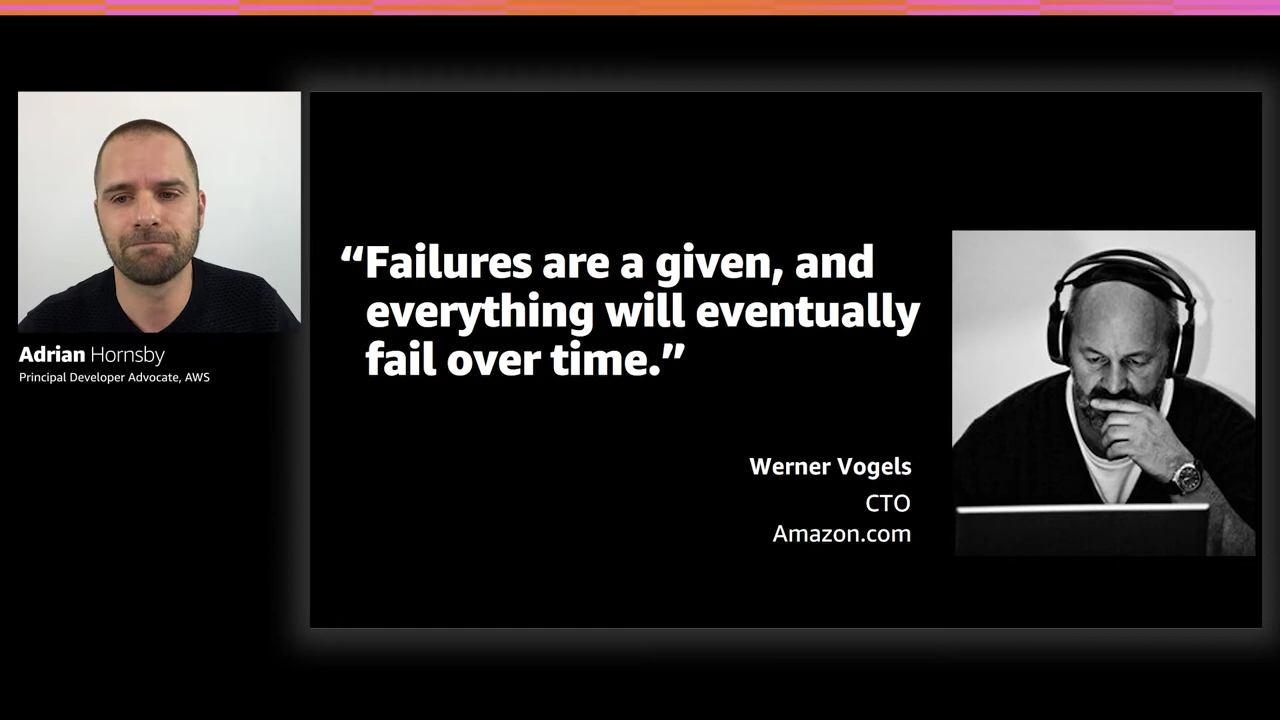 Adrian Hornsby
Principal Developer Advocate, AWS
“Failures are a given, and
everything will eventually
fail over time.”
Werner Vogels
CTO
Amazon.com